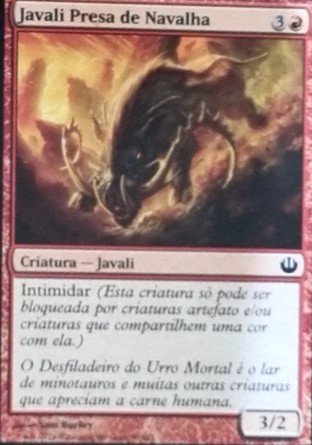 Javali Presa de Navalha 3
Criatura — Javali
Intimidar (Esta criatura só pode ser
bloqueada por criaturas artefato e/ou
criaturas que compartilhem uma cor
com ela.)
O Desfiladeiro do Urro Mortal é o lar
de minotauros e muitas outras criaturas
que apreciam a carne humana.
3/2